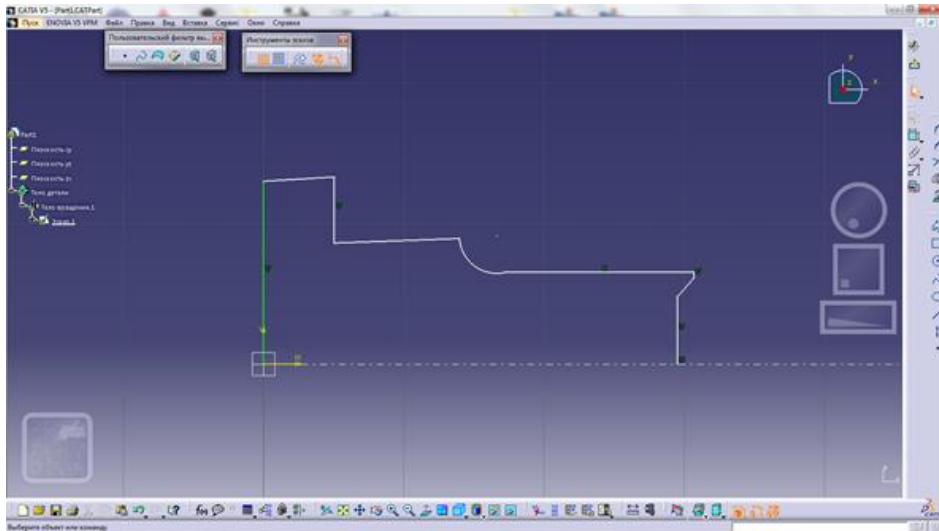 CATIA V5 - [Part1.CATPart]
Пуск ENOVIA V5 VPM Файл Правка Вид Вставка Сервис Окно Справка
Пользовательский фильтр вы...
Инструменты эскиза
Part1
Плоскость xy
Плоскость yz
Плоскость zx
Тело детали
Тело вращения.1
Эскиз.1
Выберите объект или команду